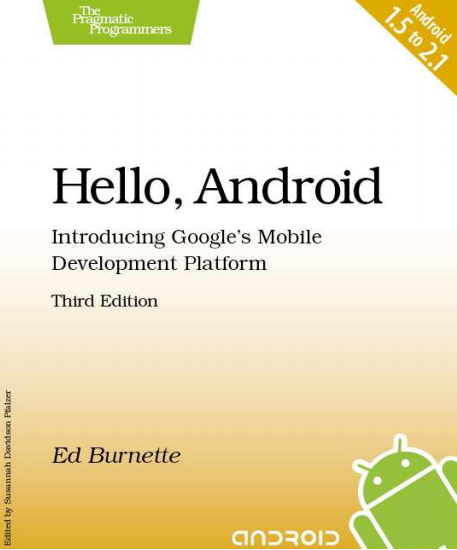 The
Pragmatic
Programmers
Android
1.5 to 2.1
Hello, Android
Introducing Google's Mobile
Development Platform
Third Edition
Edited by Susannah Davidson Pfalzer
Ed Burnette
ANDROID